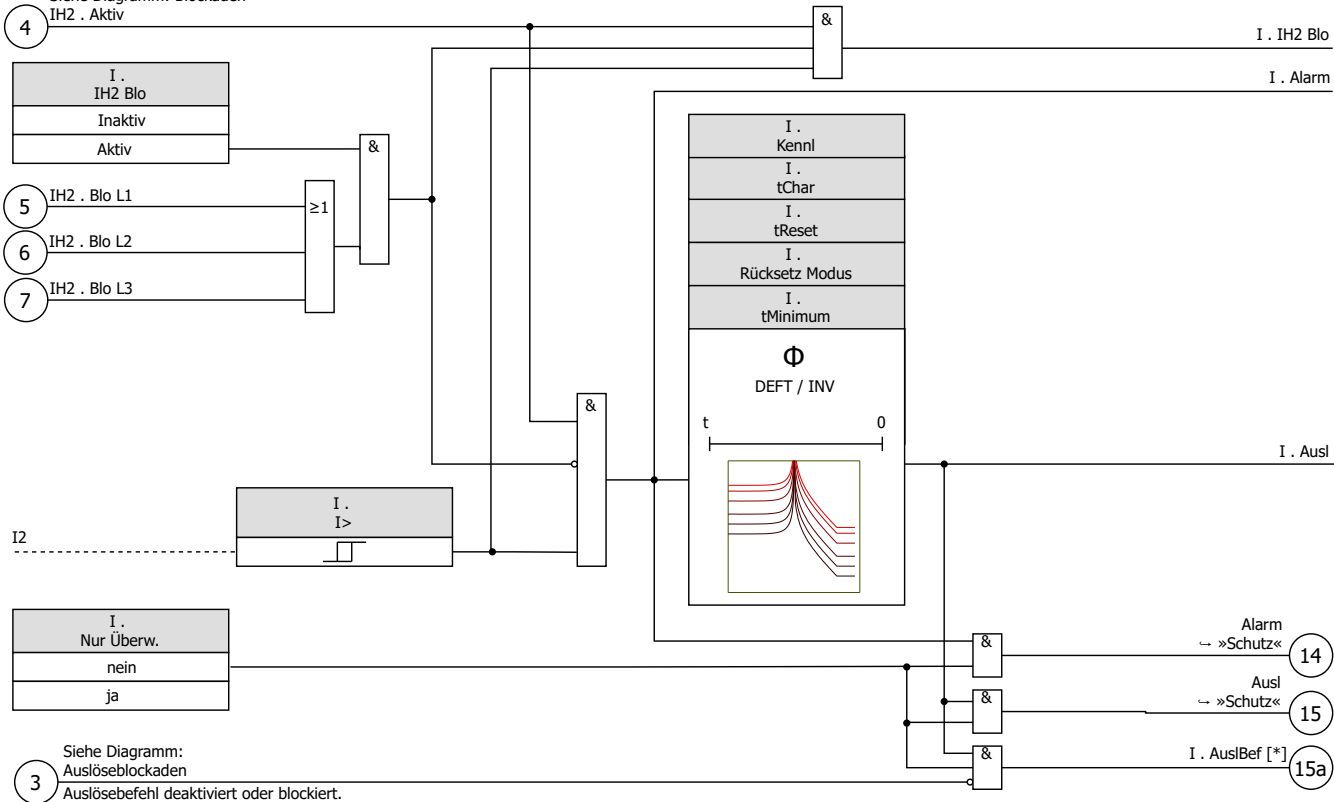 Siehe Diagramm: Blockaden
4
IH2 . Aktiv
&
I . IH2 Blo
I . Alarm
I .
IH2 Blo
Inaktiv
Aktiv
&
5
IH2 . Blo L1
≥1
6
IH2 . Blo L2
7
IH2 . Blo L3
I .
Kennl
I .
tChar
I .
tReset
I .
Rücksetz Modus
I .
tMinimum
Φ
DEFT / INV
t
0
&
I . Ausl
I2
I .
I>
I .
Nur Überw.
nein
ja
&
Alarm
↪ »Schutz«
14
&
Ausl
↪ »Schutz«
15
&
I . AuslBef [*]
15a
3
Siehe Diagramm:
Auslöseblockaden
Auslösebefehl deaktiviert oder blockiert.